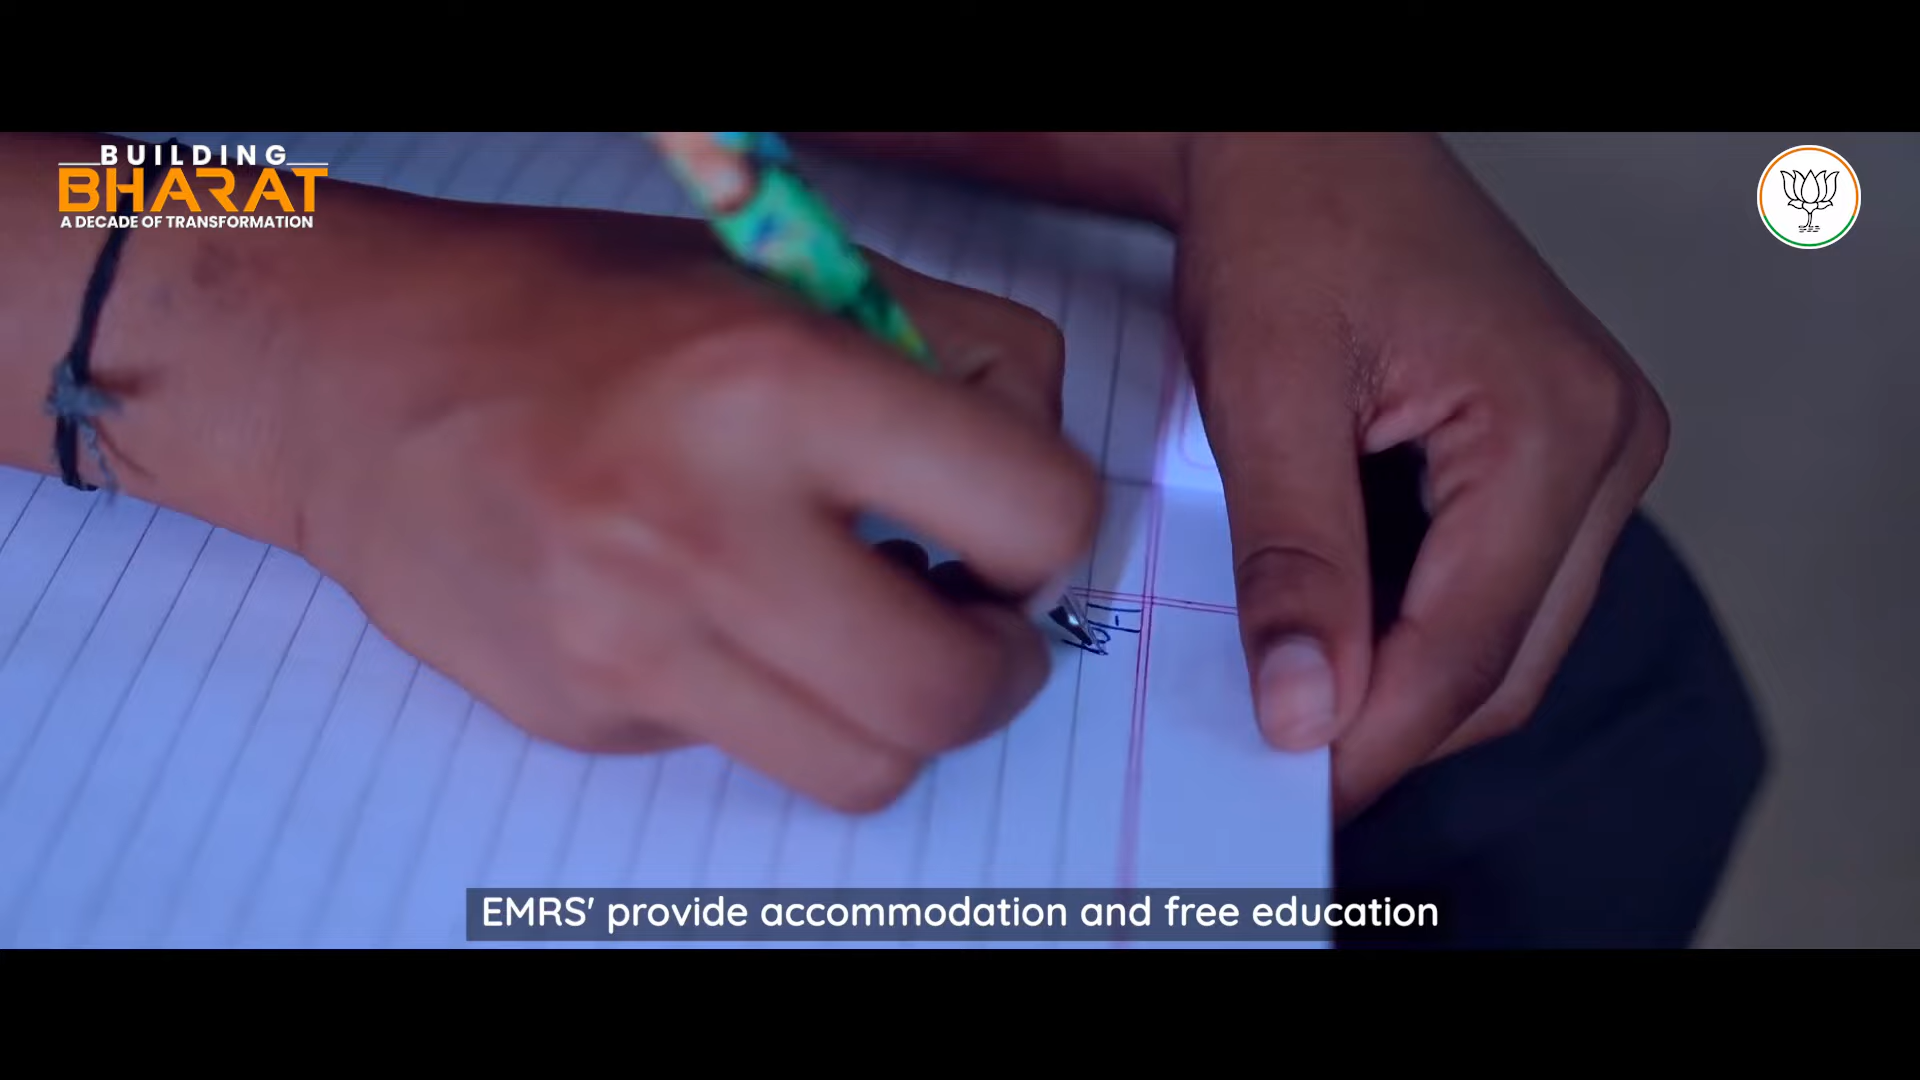 BUILDING
BHARAT
A DECADE OF TRANSFORMATION
EMRS' provide accommodation and free education